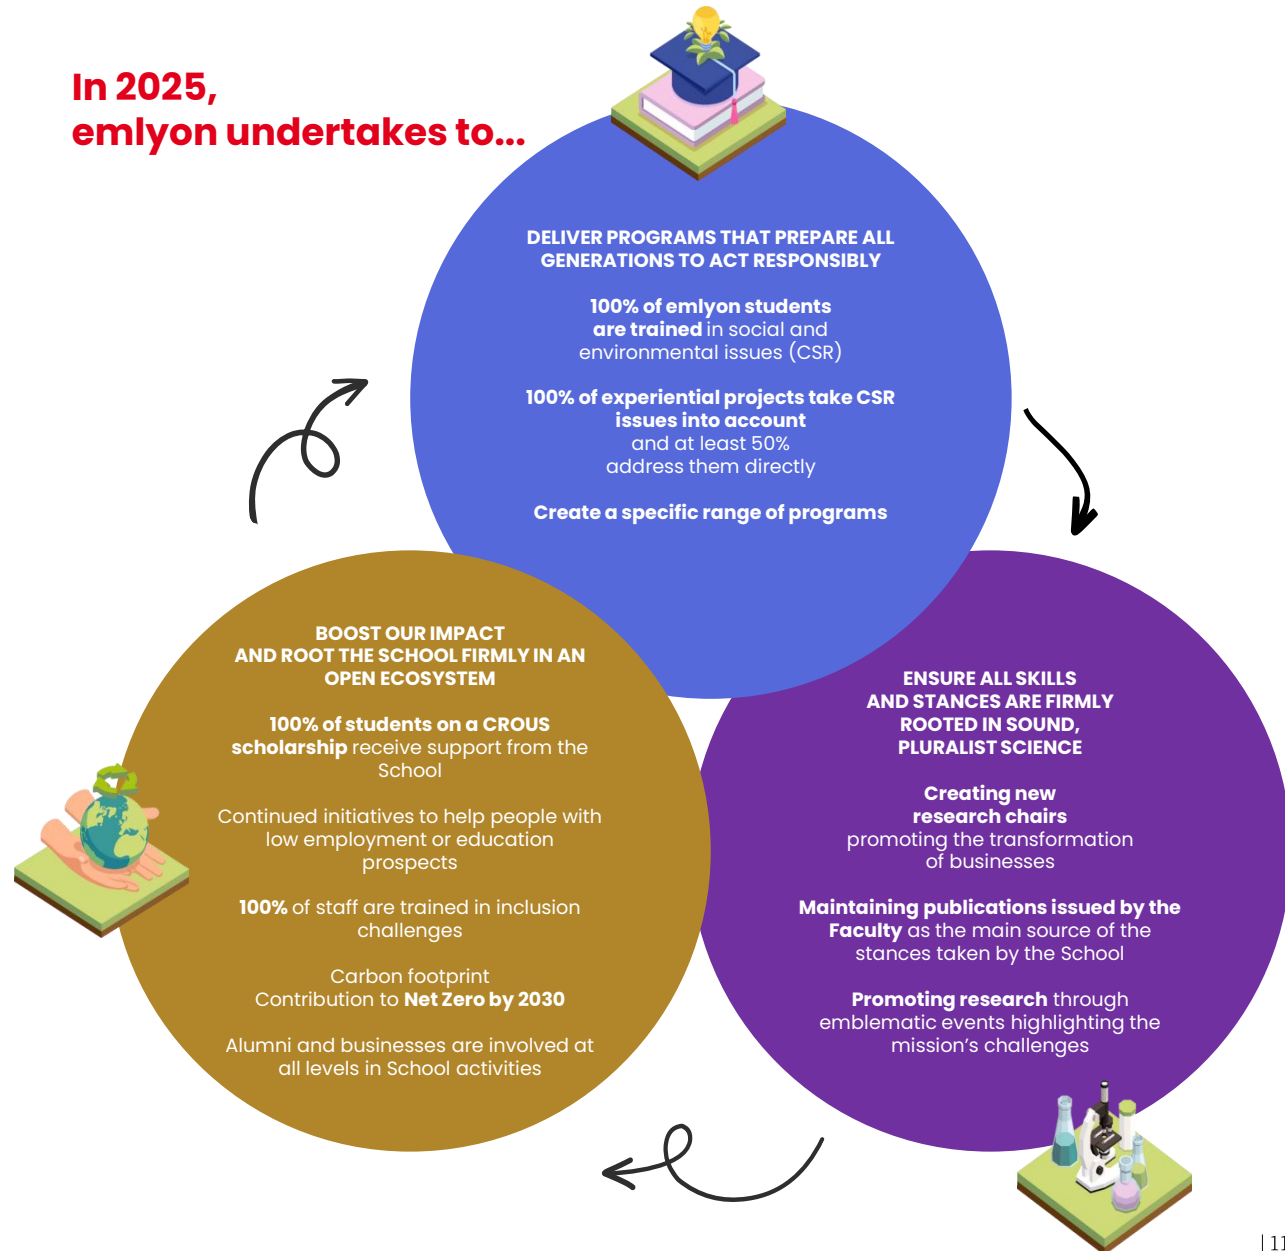 In 2025,
emlyon undertakes to...
DELIVER PROGRAMS THAT PREPARE ALL
GENERATIONS TO ACT RESPONSIBLY
100% of emlyon students
are trained in social and
environmental issues (CSR)
100% of experiential projects take CSR
issues into account
and at least 50%
address them directly
Create a specific range of programs
BOOST OUR IMPACT
AND ROOT THE SCHOOL FIRMLY IN AN
OPEN ECOSYSTEM
100% of students on a CROUS
scholarship receive support from the
School
Continued initiatives to help people with
low employment or education
prospects
100% of staff are trained in inclusion
challenges
Carbon footprint
Contribution to Net Zero by 2030
Alumni and businesses are involved at
all levels in School activities
ENSURE ALL SKILLS
AND STANCES ARE FIRMLY
ROOTED IN SOUND,
PLURALIST SCIENCE
Creating new
research chairs
promoting the transformation
of businesses
Maintaining publications issued by the
Faculty as the main source of the
stances taken by the School
Promoting research through
emblematic events highlighting the
mission's challenges
| 11